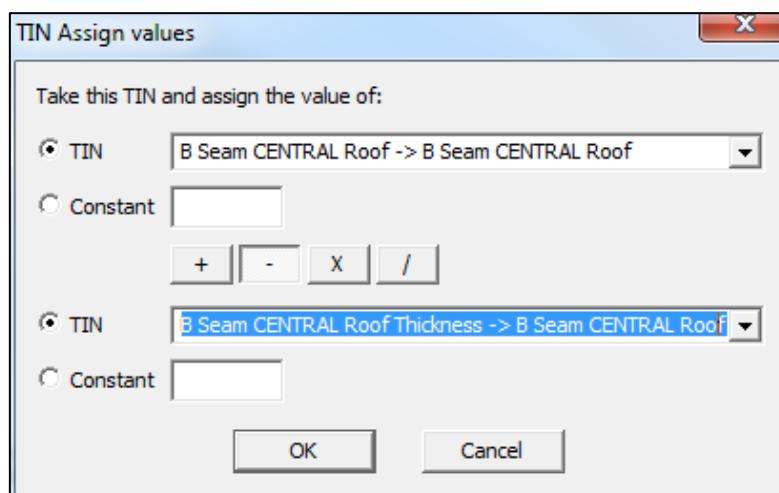 TIN Assign values
X
Take this TIN and assign the value of:
TIN B Seam CENTRAL Roof -> B Seam CENTRAL Roof
Constant
+ - X /
TIN B Seam CENTRAL Roof Thickness -> B Seam CENTRAL Roof
Constant
OK Cancel